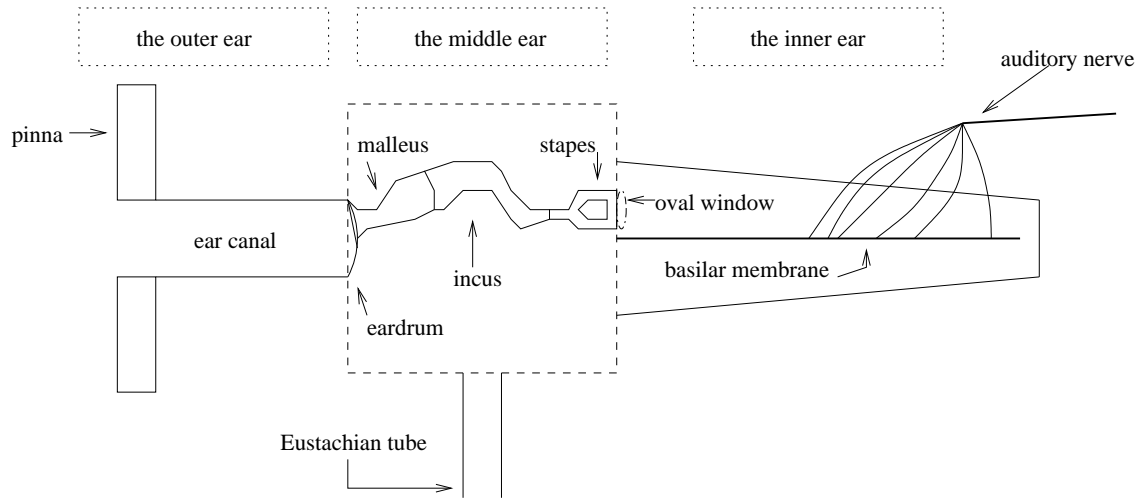 the outer ear
the middle ear
the inner ear
auditory nerve
pinna
malleus
stapes
oval window
ear canal
incus
basilar membrane
eardrum
Eustachian tube